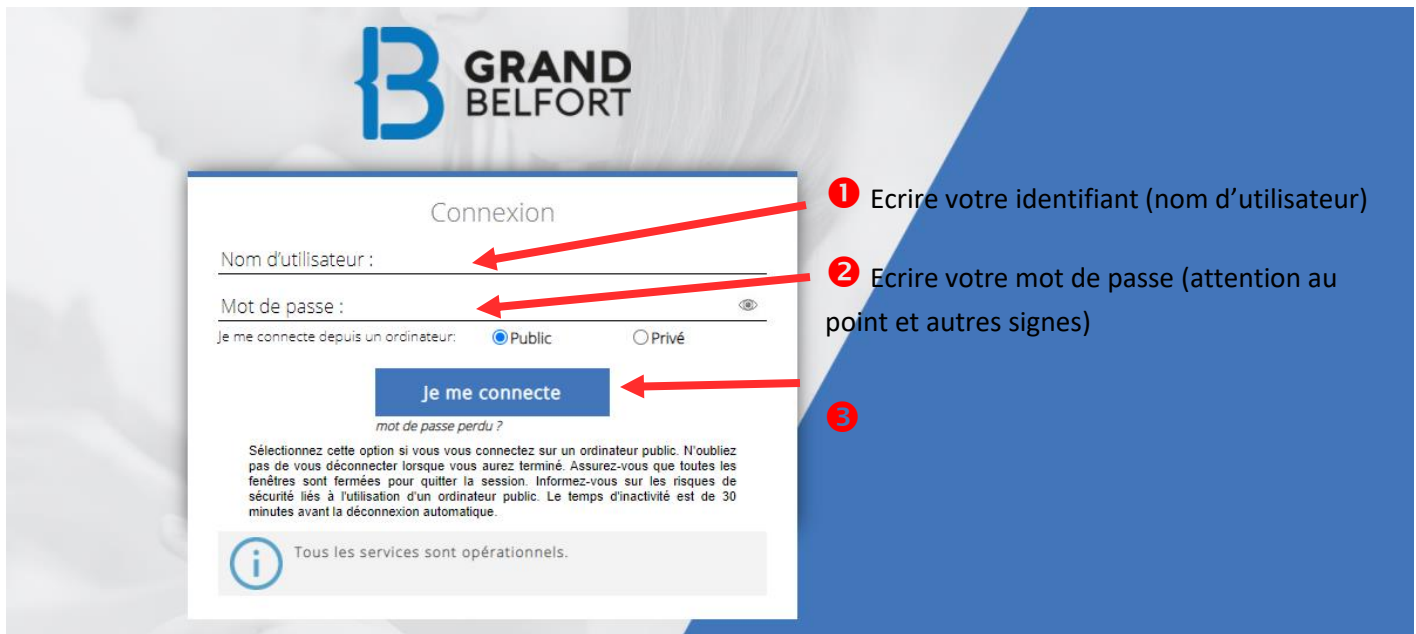 GRAND
BELFORT
Connexion
Nom d'utilisateur :
Mot de passe :
Je me connecte depuis un ordinateur: Public Privé
Je me connecte
mot de passe perdu ?
Sélectionnez cette option si vous vous connectez sur un ordinateur public. N'oubliez
pas de vous déconnecter lorsque vous aurez terminé. Assurez-vous que toutes les
fenêtres sont fermées pour quitter la session. Informez-vous sur les risques de
sécurité liés à l'utilisation d'un ordinateur public. Le temps d'inactivité est de 30
minutes avant la déconnexion automatique.
i
Tous les services sont opérationnels.
❶ Ecrire votre identifiant (nom d’utilisateur)
❷ Ecrire votre mot de passe (attention au
point et autres signes)
❸